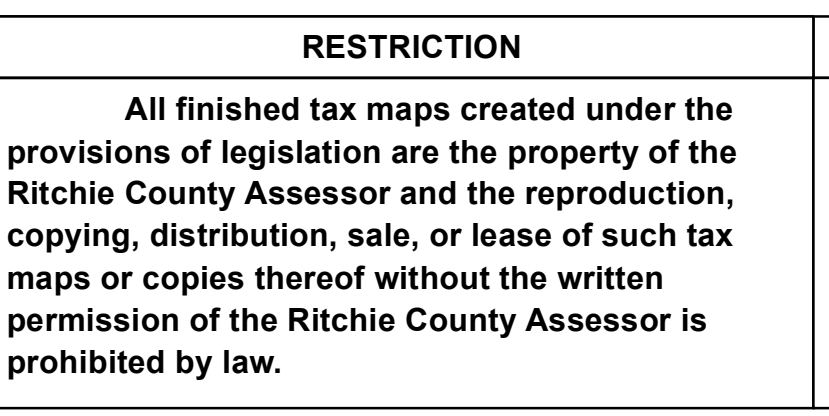 RESTRICTION
All finished tax maps created under the
provisions of legislation are the property of the
Ritchie County Assessor and the reproduction,
copying, distribution, sale, or lease of such tax
maps or copies thereof without the written
permission of the Ritchie County Assessor is
prohibited by law.